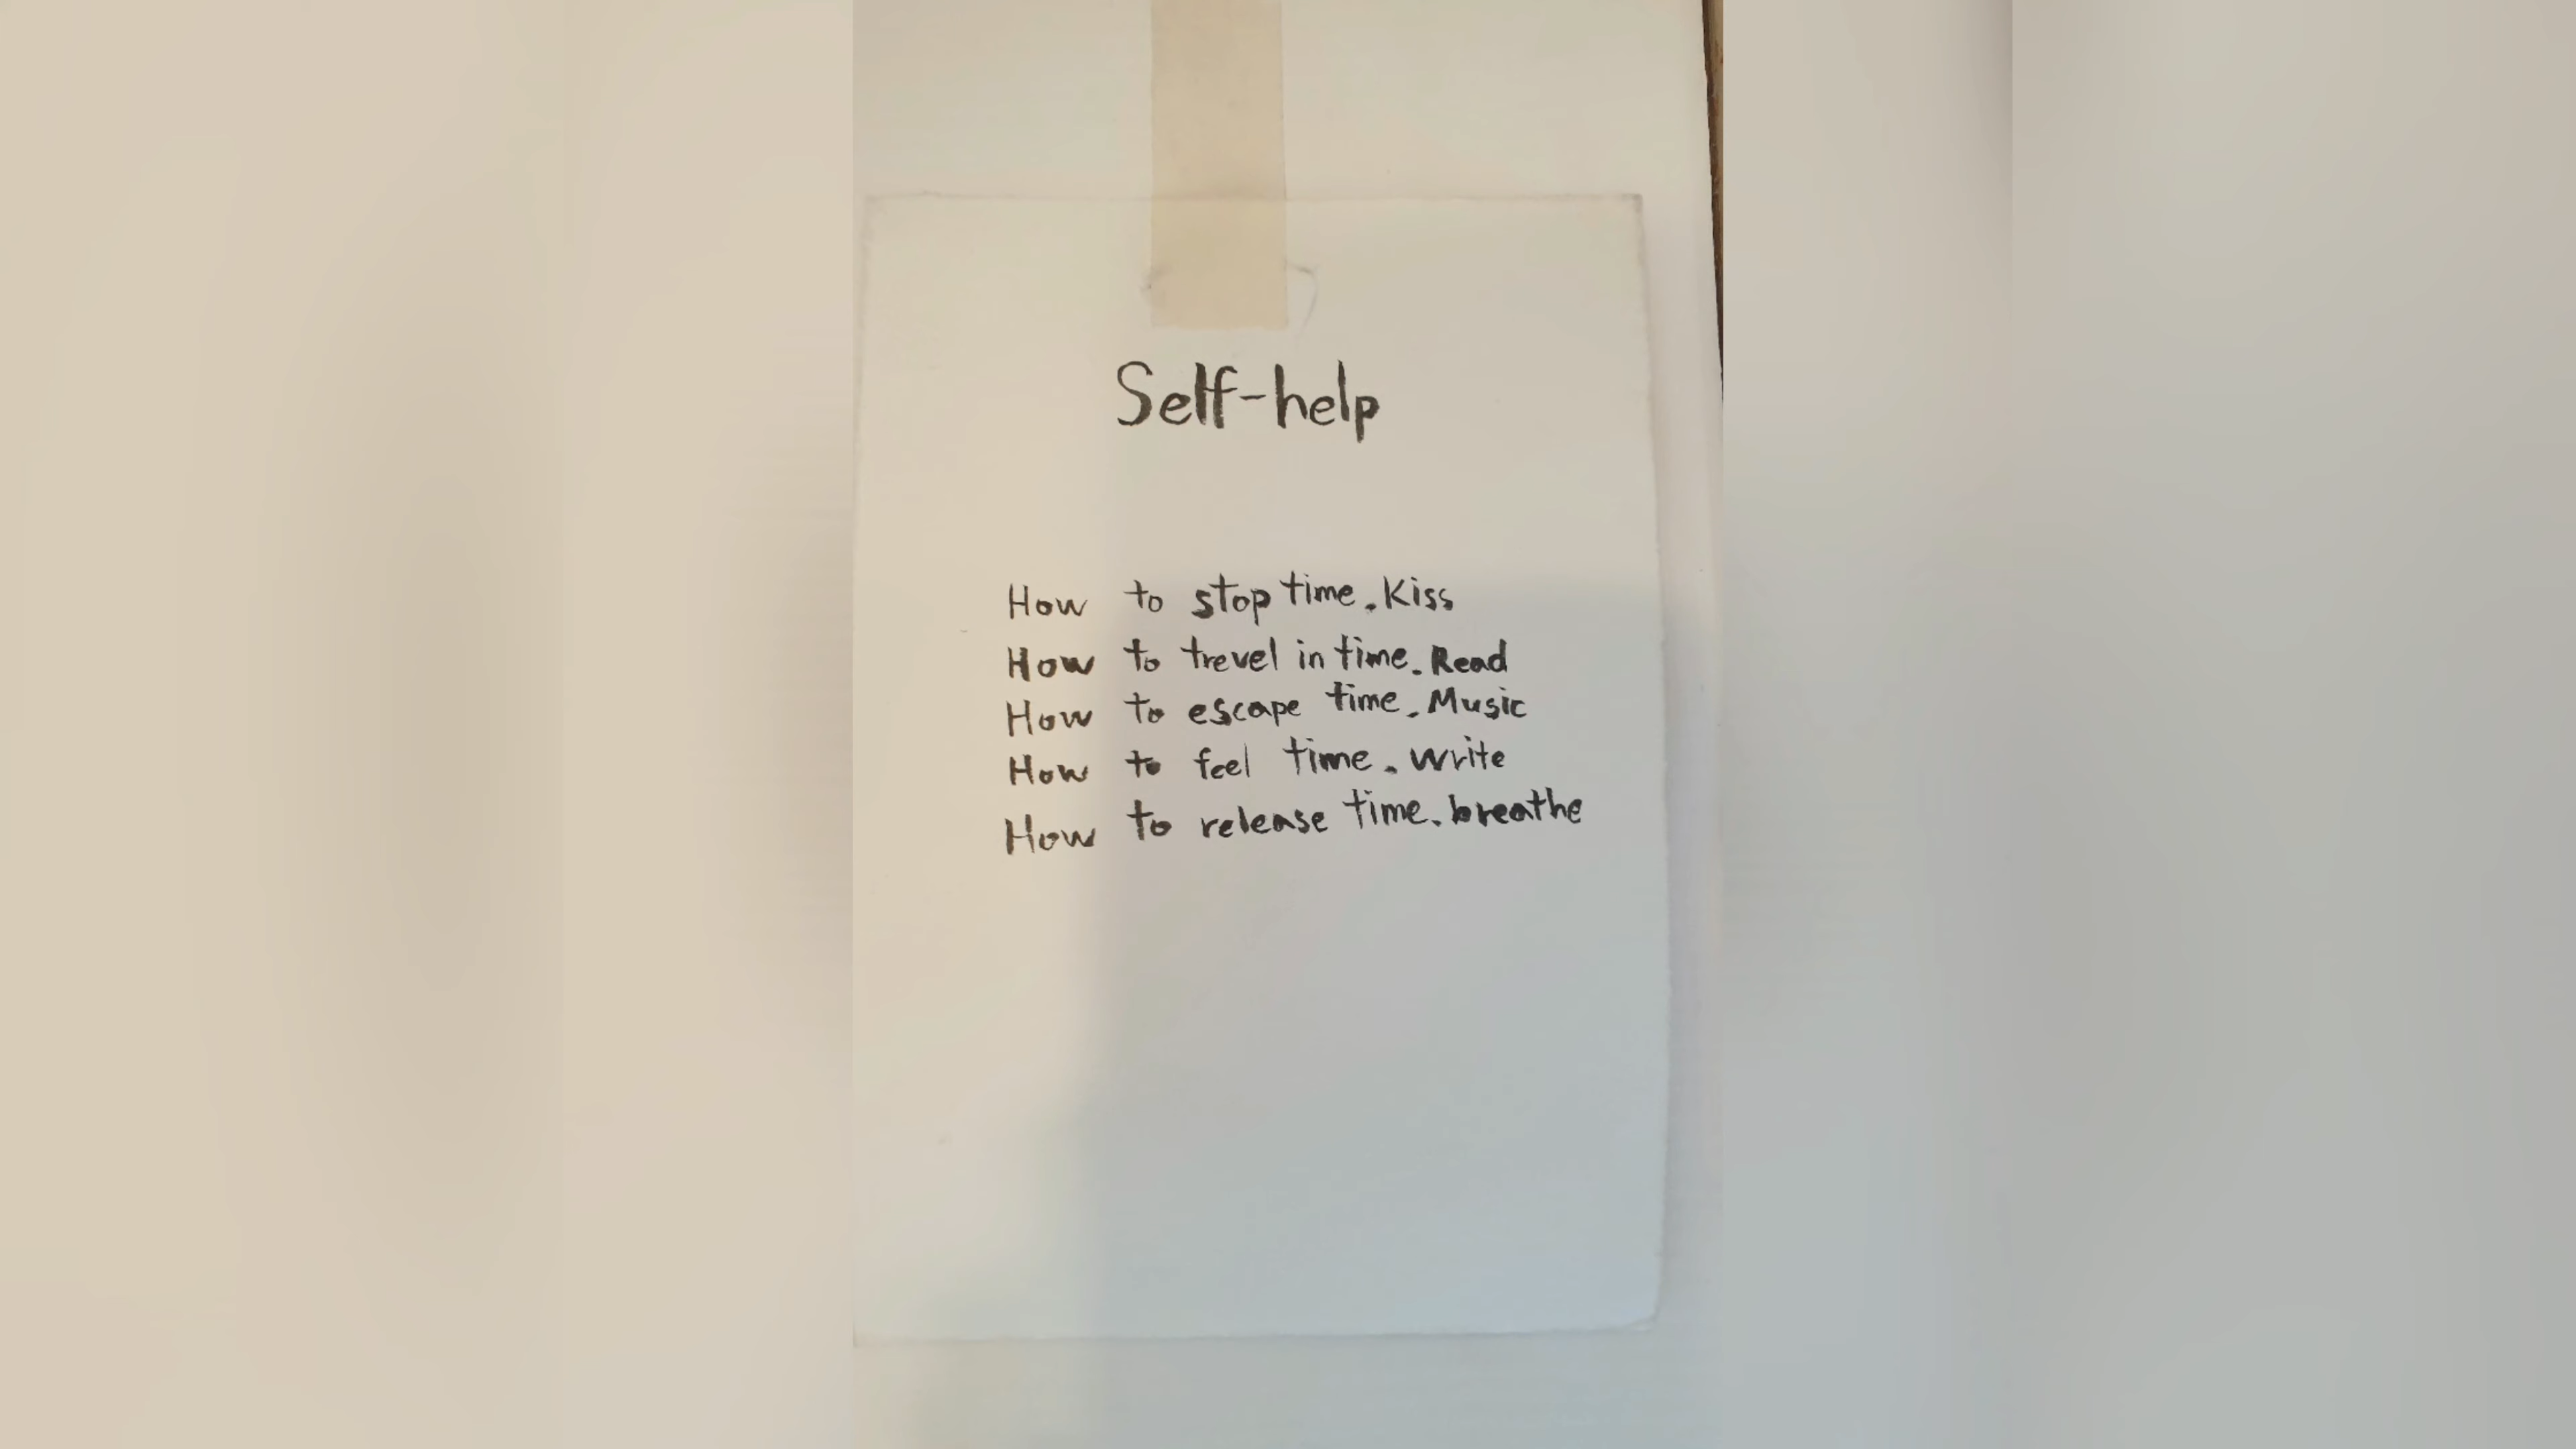 Self-help
How to stop time. Kiss
How to trevel in time. Read
How to escape time. Music
How to feel time. Write
How to release time. breathe